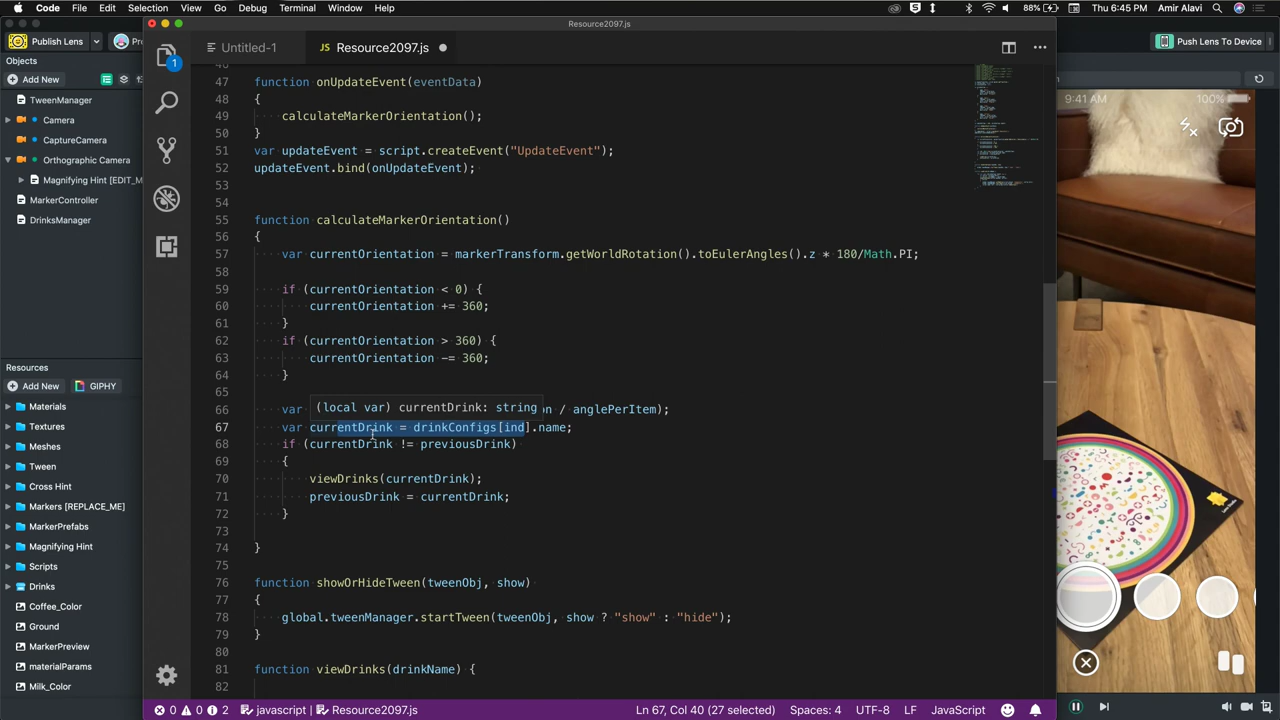 Code File Edit Selection View Go Debug Terminal Window Help
88% Thu 6:45 PM Amir Alavi
Resource2097.js
Publish Lens
Push Lens To Device
Untitled-1
JS Resource2097.js
Objects
Add New
TweenManager
Camera
CaptureCamera
Orthographic Camera
Magnifying Hint [EDIT_M
MarkerController
DrinksManager
Resources
Add New GIPHY
Materials
Textures
Meshes
Tween
Cross Hint
Markers [REPLACE_ME]
MarkerPrefabs
Magnifying Hint
Scripts
Drinks
Coffee_Color
Ground
MarkerPreview
materialParams
Milk_Color
1
46
47 function onUpdateEvent(eventData)
48 {
49 calculateMarkerOrientation();
50 }
51 var updateEvent = script.createEvent("UpdateEvent");
52 updateEvent.bind(onUpdateEvent);
53
54
55 function calculateMarkerOrientation()
56 {
57 var currentOrientation = markerTransform.getWorldRotation().toEulerAngles().z * 180/Math.PI;
58
59 if (currentOrientation < 0) {
60 currentOrientation += 360;
61 }
62 if (currentOrientation > 360) {
63 currentOrientation -= 360;
64 }
65
(local var) currentDrink: string
66 var on / anglePerItem);
67 var currentDrink = drinkConfigs[ind].name;
68 if (currentDrink != previousDrink)
69 {
70 viewDrinks(currentDrink);
71 previousDrink = currentDrink;
72 }
73
74 }
75
76 function showOrHideTween(tweenObj, show)
77 {
78 global.tweenManager.startTween(tweenObj, show ? "show" : "hide");
79 }
80
81 function viewDrinks(drinkName) {
82
0 0 2 javascript | Resource2097.js
Ln 67, Col 40 (27 selected) Spaces: 4 UTF-8 LF JavaScript
9:41 AM 100%